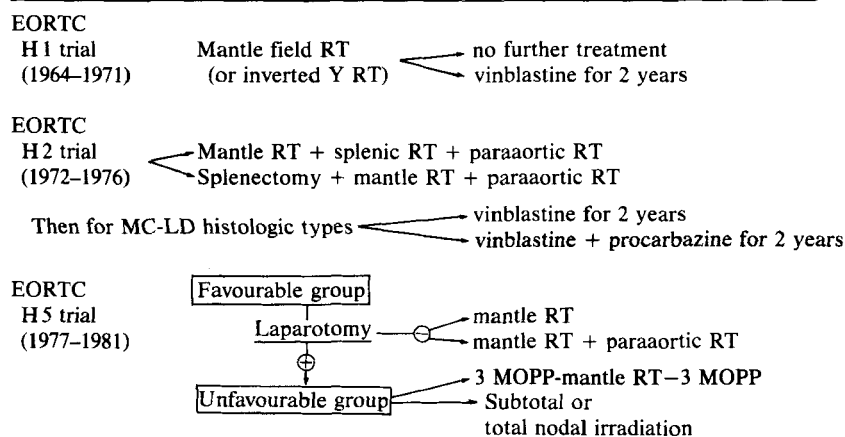 EORTC
H1 trial Mantle field RT no further treatment
(1964–1971) (or inverted Y RT) vinblastine for 2 years
EORTC
H2 trial Mantle RT + splenic RT + paraaortic RT
(1972–1976) Splenectomy + mantle RT + paraaortic RT
Then for MC-LD histologic types vinblastine for 2 years
vinblastine + procarbazine for 2 years
EORTC Favourable group
H5 trial mantle RT
(1977–1981) Laparotomy − mantle RT + paraaortic RT
+
3 MOPP-mantle RT–3 MOPP
Unfavourable group Subtotal or
total nodal irradiation